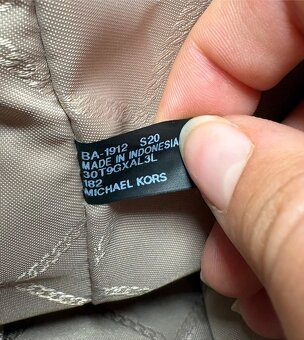 BA-1912 S20
MADE IN INDONESIA
30T9GXAL3L
182
MICHAEL KORS